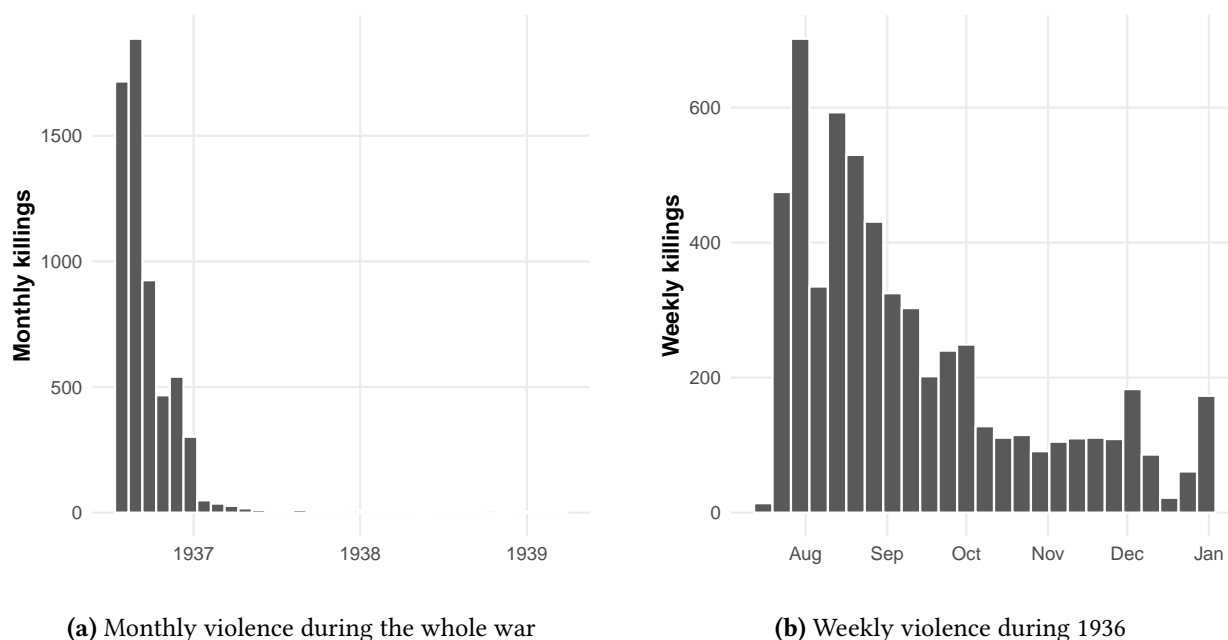 Monthly killings
1500
1000
500
0
1937
1938
1939
(a) Monthly violence during the whole war
Weekly killings
600
400
200
0
Aug
Sep
Oct
Nov
Dec
Jan
(b) Weekly violence during 1936